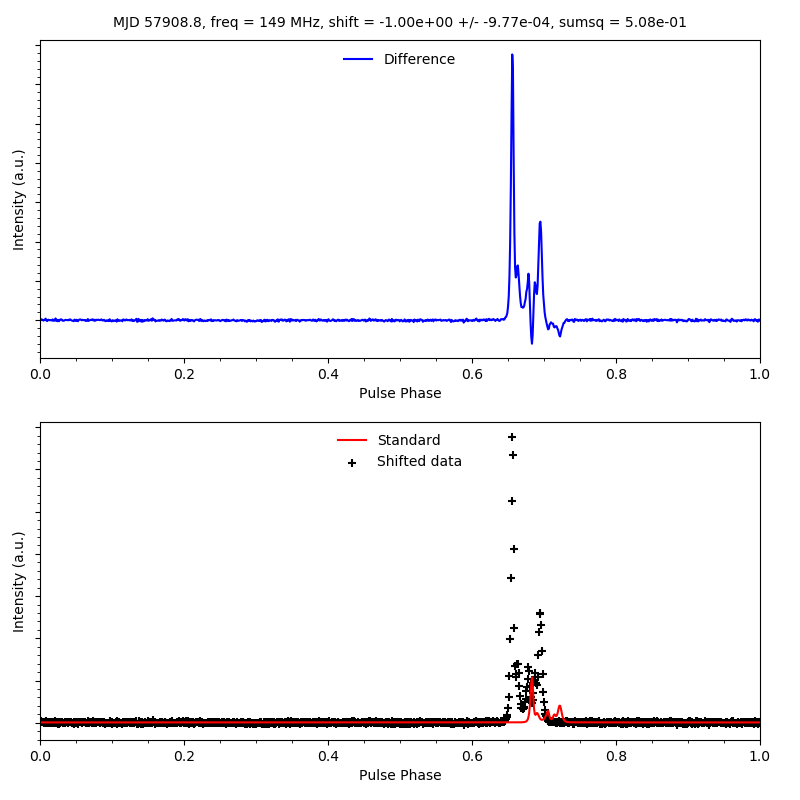 MJD 57908.8, freq = 149 MHz, shift = -1.00e+00 +/- -9.77e-04, sumsq = 5.08e-01
Difference
Intensity (a.u.)
0.0 0.2 0.4 0.6 0.8 1.0
Pulse Phase
Standard
Shifted data
Intensity (a.u.)
0.0 0.2 0.4 0.6 0.8 1.0
Pulse Phase